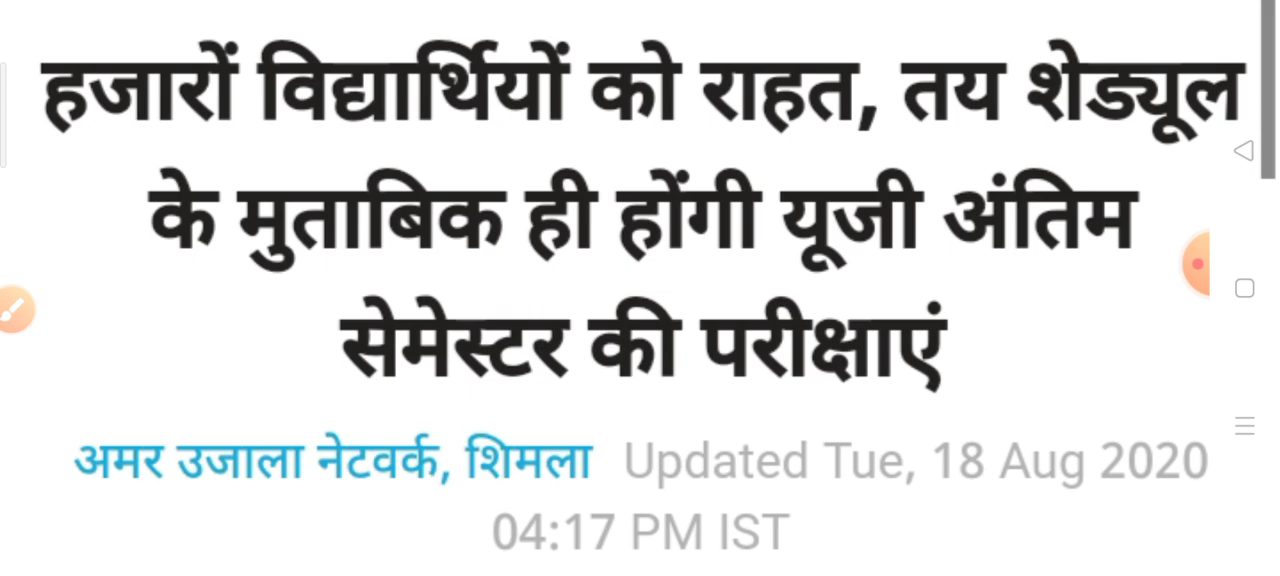 हजारों विद्यार्थियों को राहत, तय शेड्यूल
के मुताबिक ही होंगी यूजी अंतिम
सेमेस्टर की परीक्षाएं
अमर उजाला नेटवर्क, शिमला Updated Tue, 18 Aug 2020
04:17 PM IST